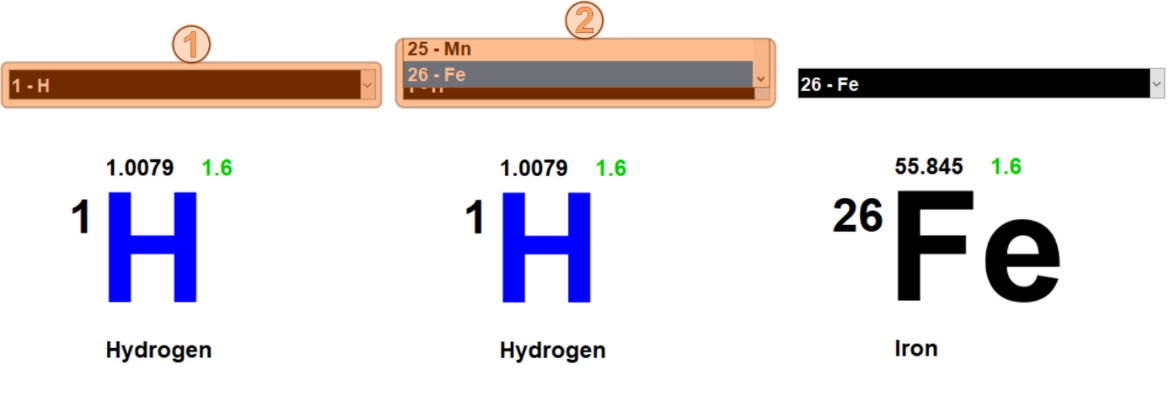 1
1 - H
1.0079 1.6
1
H
Hydrogen
2
25 - Mn
26 - Fe
1 - H
1.0079 1.6
1
H
Hydrogen
26 - Fe
55.845 1.6
26
Fe
Iron